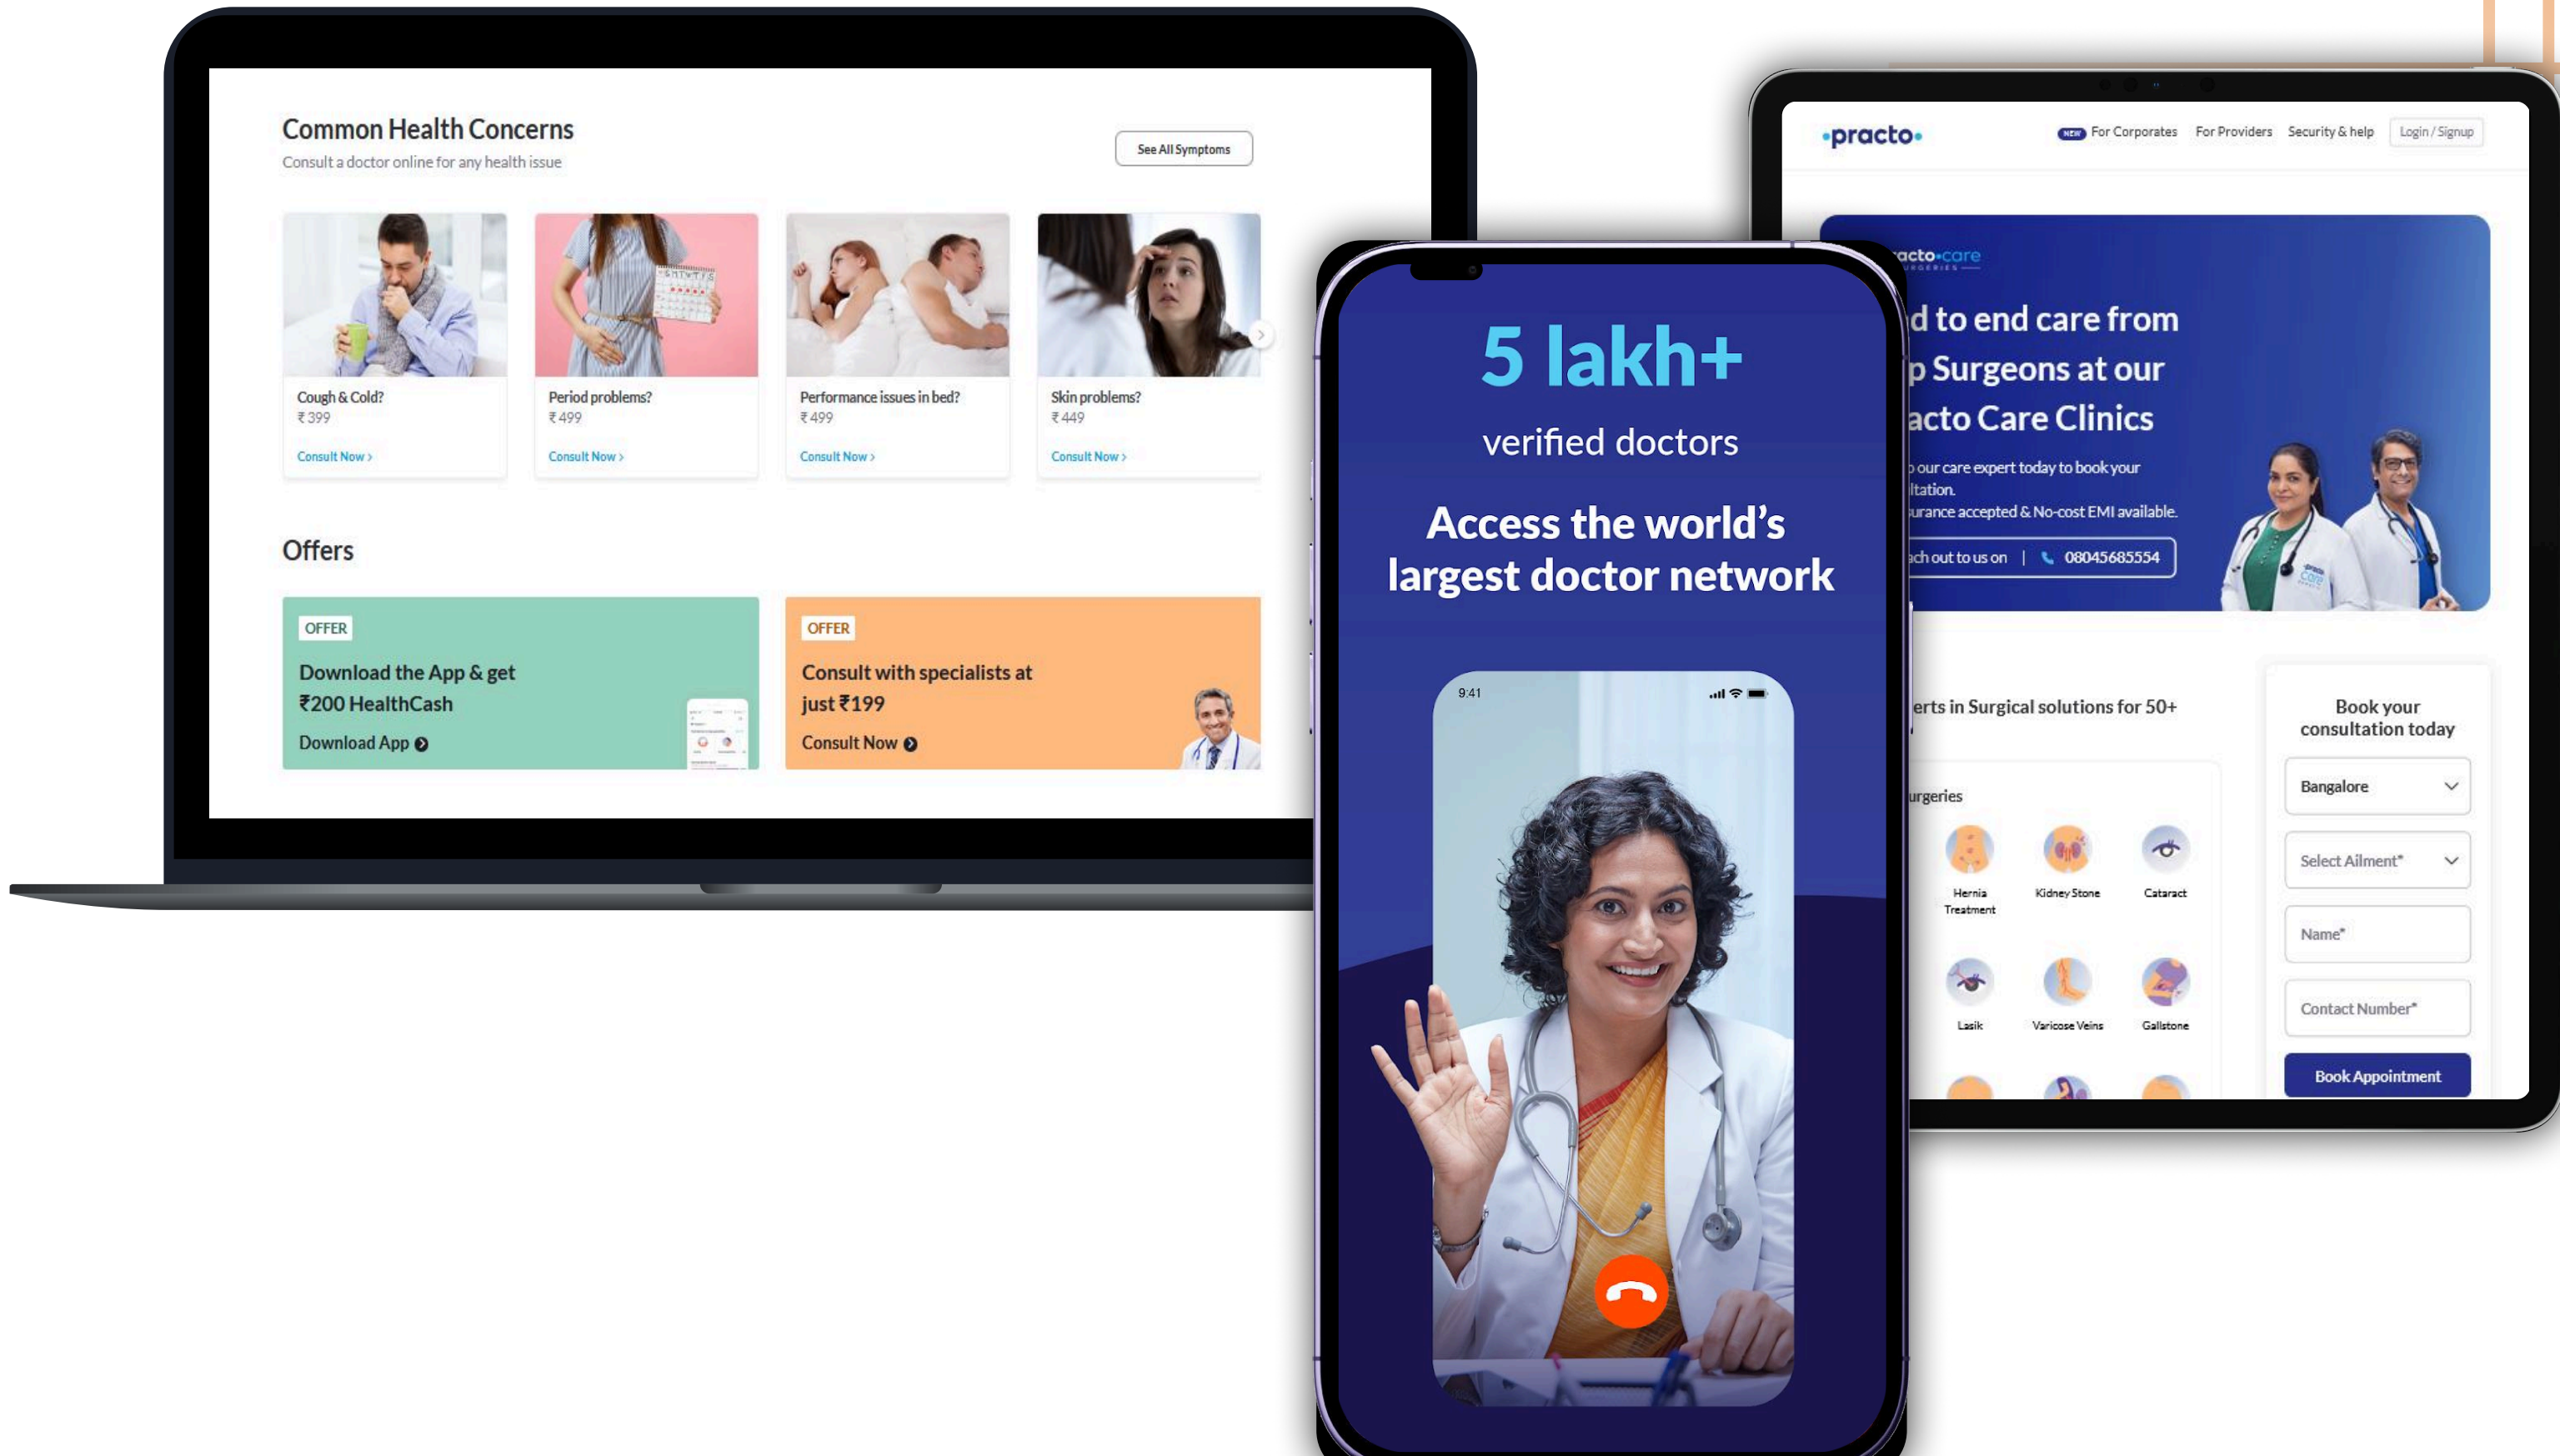 Common Health Concerns
Consult a doctor online for any health issue
See All Symptoms
Cough & Cold?
₹399
Consult Now >
Period problems?
₹499
Consult Now >
Performance issues in bed?
₹499
Consult Now >
Skin problems?
₹449
Consult Now >
Offers
OFFER
Download the App & get
₹200 HealthCash
Download App
OFFER
Consult with specialists at
just ₹199
Consult Now
5 lakh+
verified doctors
Access the world's
largest doctor network
9:41
practo
NEW For Corporates For Providers Security & help Login / Signup
acto care
d to end care from
p Surgeons at our
acto Care Clinics
our care expert today to book your
ltation.
urance accepted & No-cost EMI available.
ach out to us on | 08045685554
erts in Surgical solutions for 50+
urgeries
Hernia
Treatment
Kidney Stone
Cataract
Lasik
Varicose Veins
Gallstone
Book your
consultation today
Bangalore
Select Ailment*
Name*
Contact Number*
Book Appointment